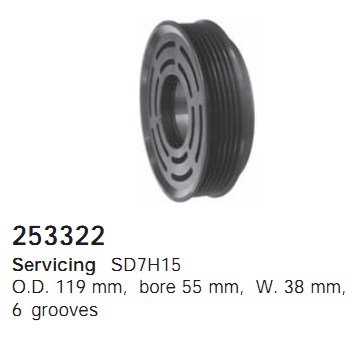 253322
Servicing SD7H15
O.D. 119 mm, bore 55 mm, W. 38 mm,
6 grooves